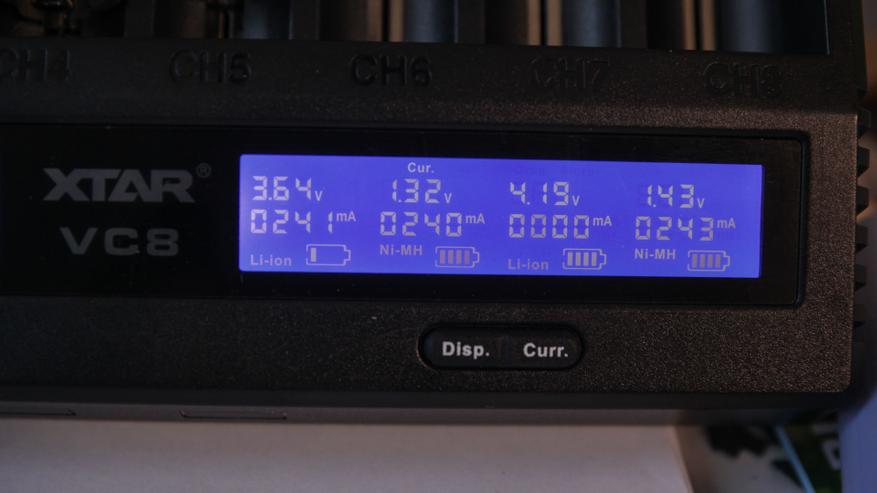 CH4 CH5 CH6 CH7 CH8
XTAR®
VC8
Cur.
3.64V 1.32V 4.19V 1.43V
0241mA 0240mA 0000mA 0243mA
Li-ion Ni-MH Li-ion Ni-MH
Disp. Curr.